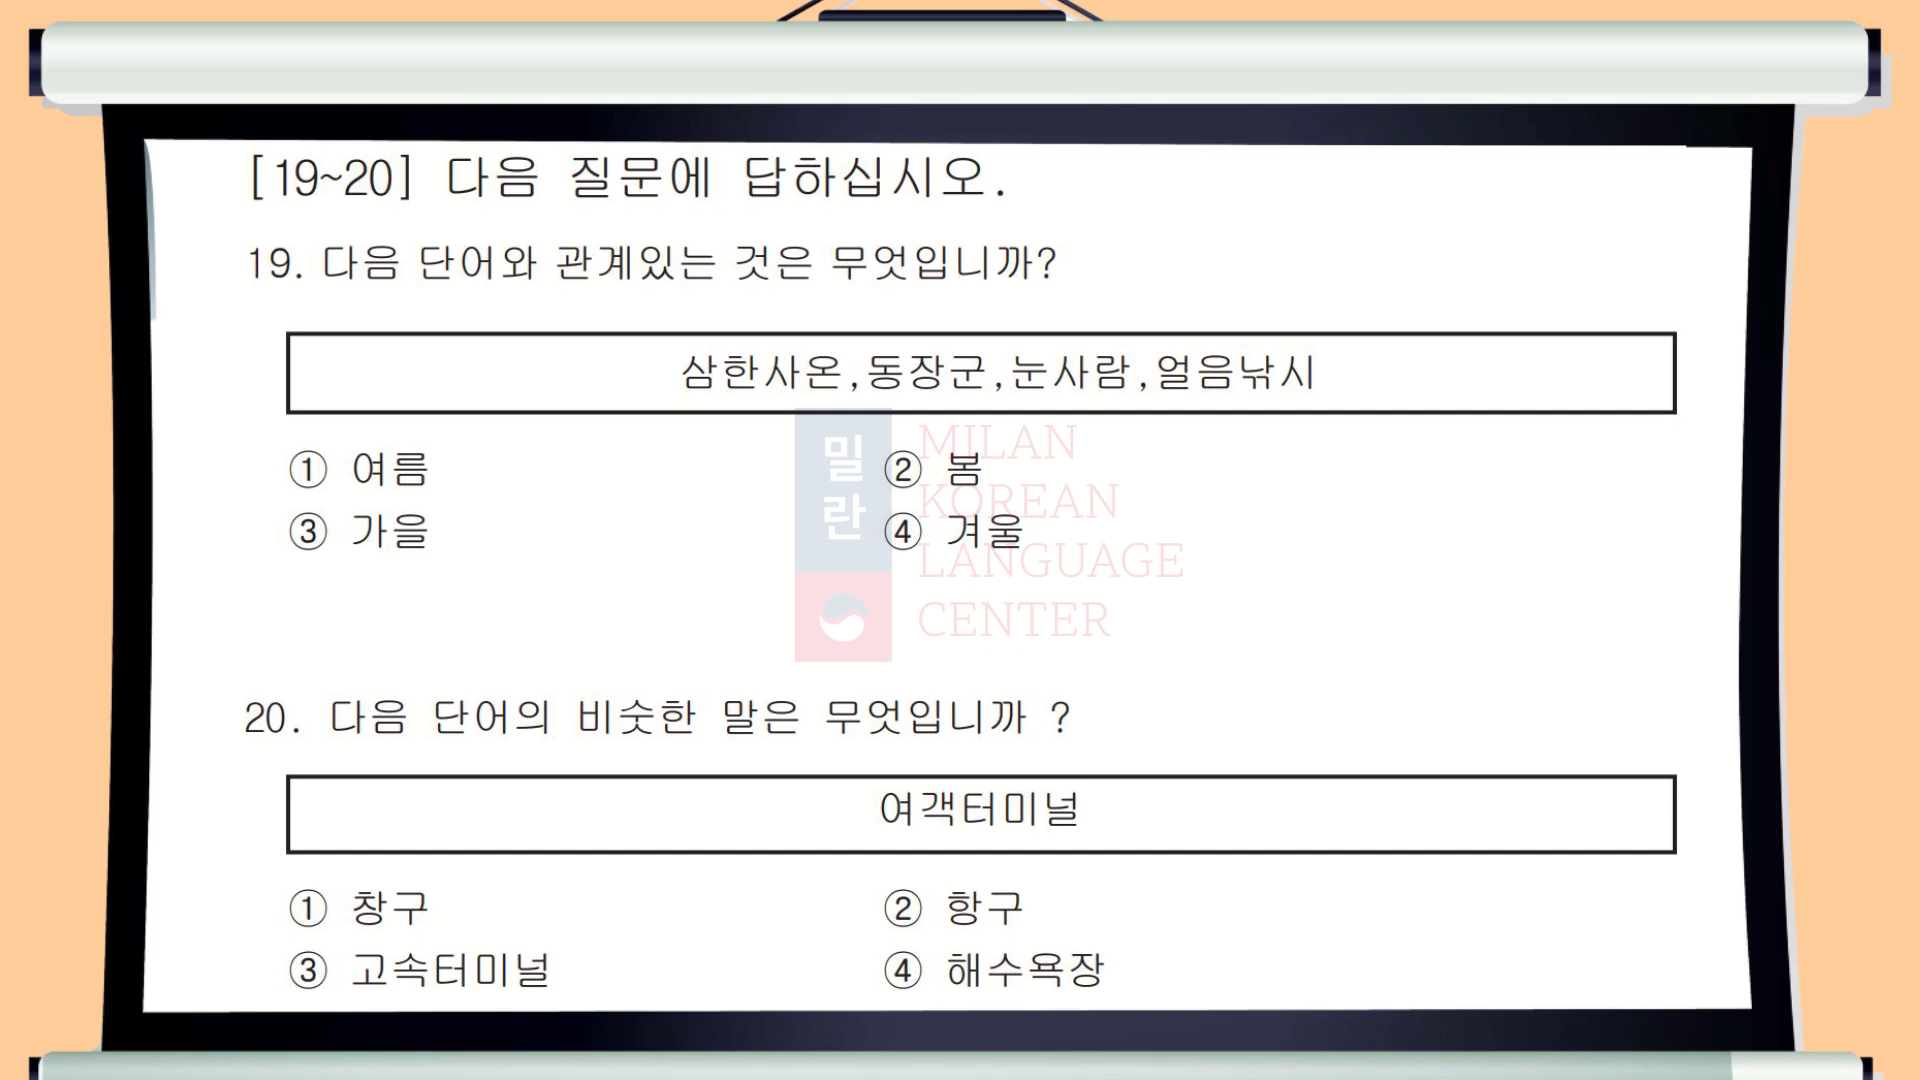 [19~20] 다음 질문에 답하십시오.
19. 다음 단어와 관계있는 것은 무엇입니까?
삼한사온,동장군,눈사람,얼음낚시
① 여름 ② 봄
③ 가을 ④ 겨울
밀란
MILAN
KOREAN
LANGUAGE
CENTER
20. 다음 단어의 비슷한 말은 무엇입니까 ?
여객터미널
① 창구 ② 항구
③ 고속터미널 ④ 해수욕장